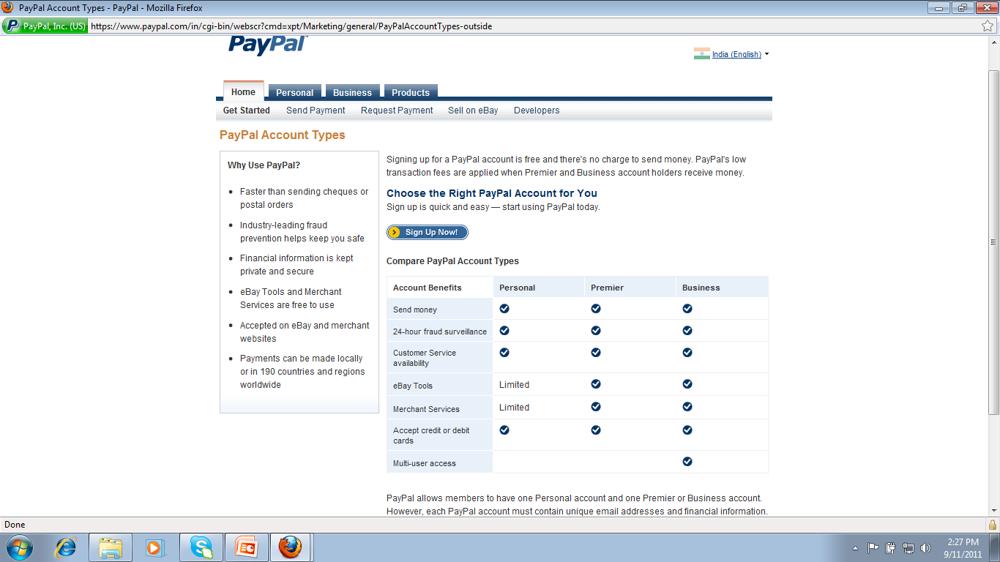 PayPal Account Types - PayPal - Mozilla Firefox
PayPal, Inc. (US) https://www.paypal.com/in/cgi-bin/webscr?cmd=xpt/Marketing/general/PayPalAccountTypes-outside
PayPal
India (English)
Home Personal Business Products
Get Started Send Payment Request Payment Sell on eBay Developers
PayPal Account Types
Why Use PayPal?
Faster than sending cheques or
postal orders
Industry-leading fraud
prevention helps keep you safe
Financial information is kept
private and secure
eBay Tools and Merchant
Services are free to use
Accepted on eBay and merchant
websites
Payments can be made locally
or in 190 countries and regions
worldwide
Signing up for a PayPal account is free and there's no charge to send money. PayPal's low
transaction fees are applied when Premier and Business account holders receive money.
Choose the Right PayPal Account for You
Sign up is quick and easy — start using PayPal today.
Sign Up Now!
Compare PayPal Account Types
Account Benefits Personal Premier Business
Send money
24-hour fraud surveillance
Customer Service
availability
eBay Tools Limited
Merchant Services Limited
Accept credit or debit
cards
Multi-user access
PayPal allows members to have one Personal account and one Premier or Business account.
However, each PayPal account must contain unique email addresses and financial information.
Done
2:27 PM
9/11/2011